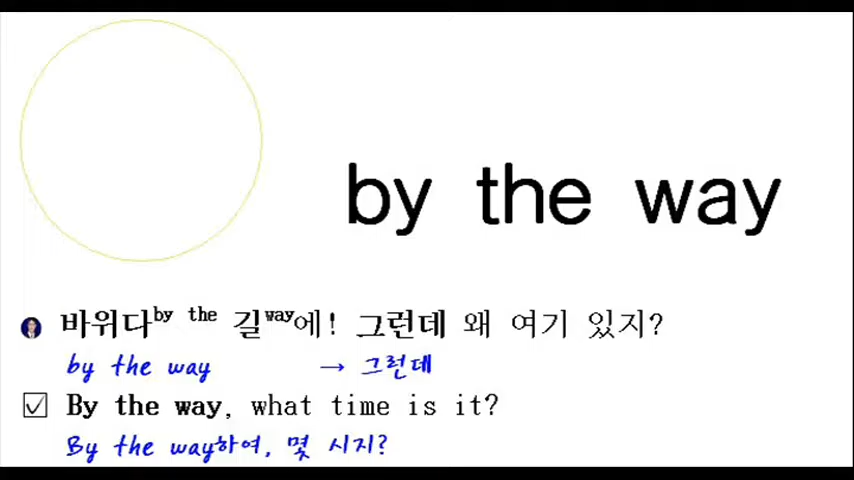 by the way
바위다by the 길way에! 그런데 왜 여기 있지?
by the way → 그런데
☑ By the way, what time is it?
By the way하여, 몇 시지?